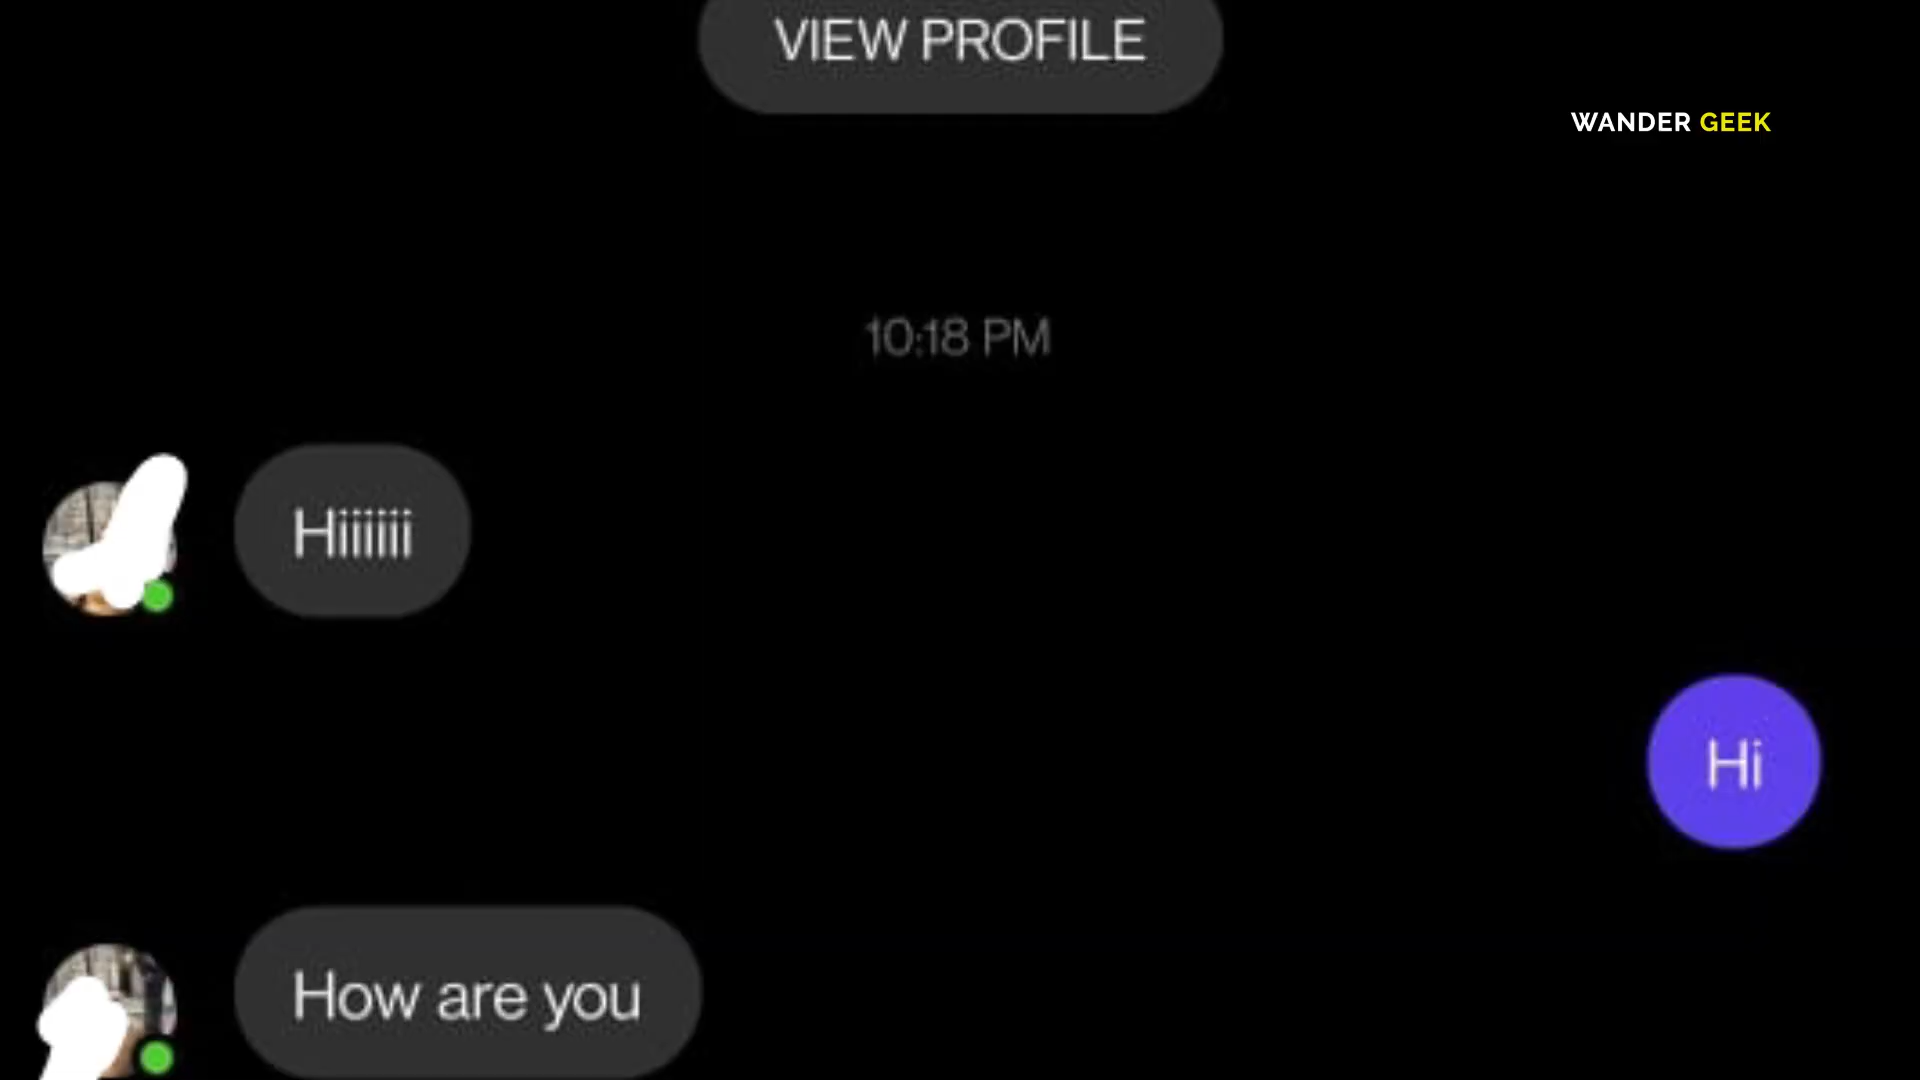 VIEW PROFILE
WANDER GEEK
10:18 PM
Hiiiiii
Hi
How are you